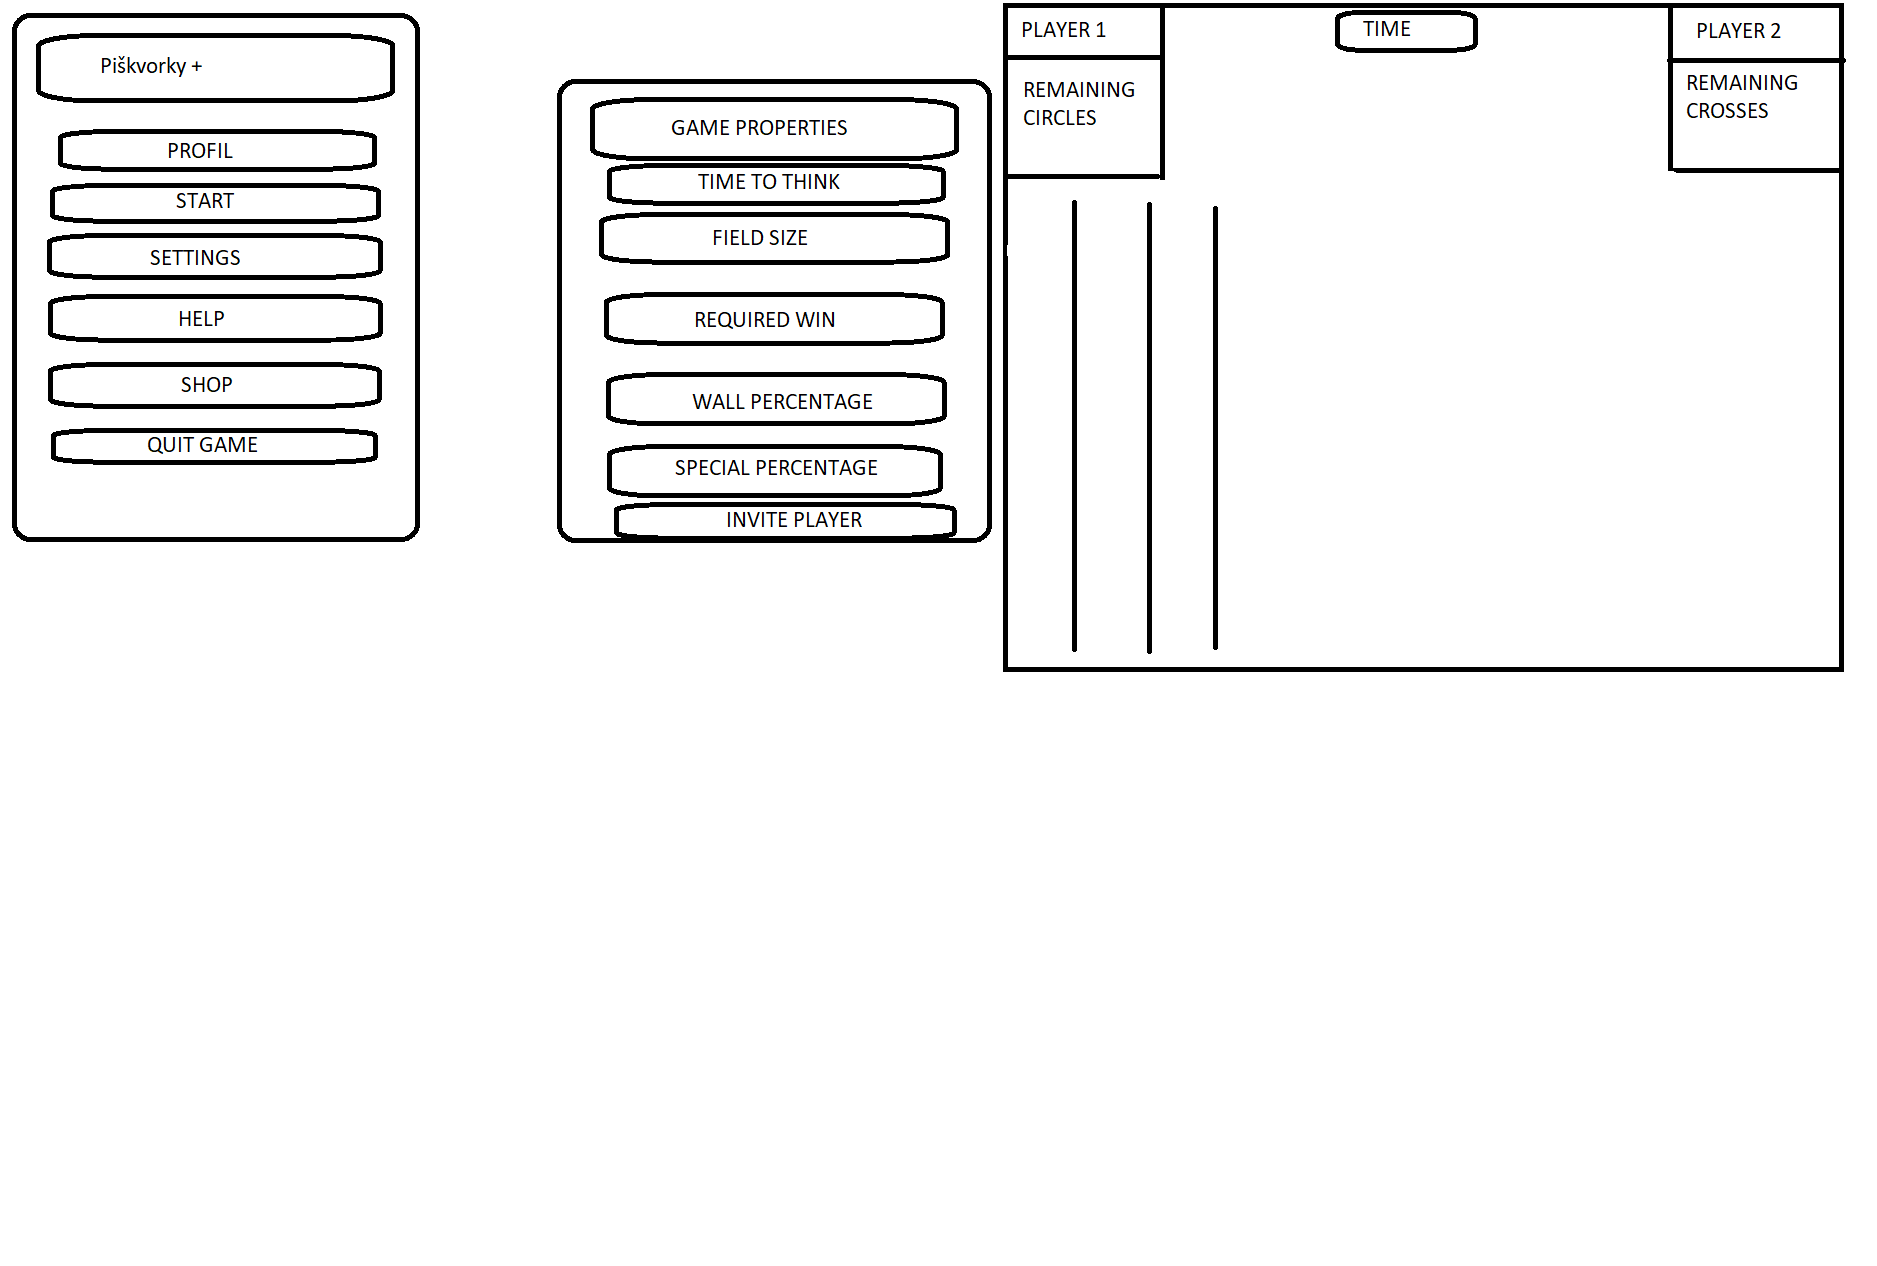 Piškvorky +
PROFIL
START
SETTINGS
HELP
SHOP
QUIT GAME
GAME PROPERTIES
TIME TO THINK
FIELD SIZE
REQUIRED WIN
WALL PERCENTAGE
SPECIAL PERCENTAGE
INVITE PLAYER
PLAYER 1
REMAINING
CIRCLES
TIME
PLAYER 2
REMAINING
CROSSES